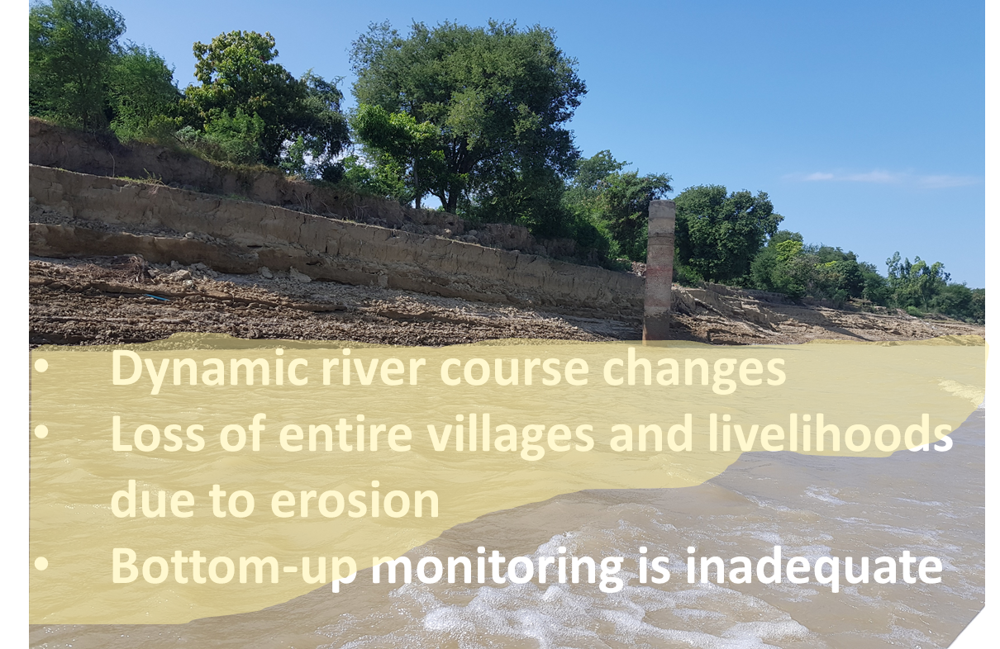 • Dynamic river course changes
• Loss of entire villages and livelihoods
due to erosion
• Bottom-up monitoring is inadequate